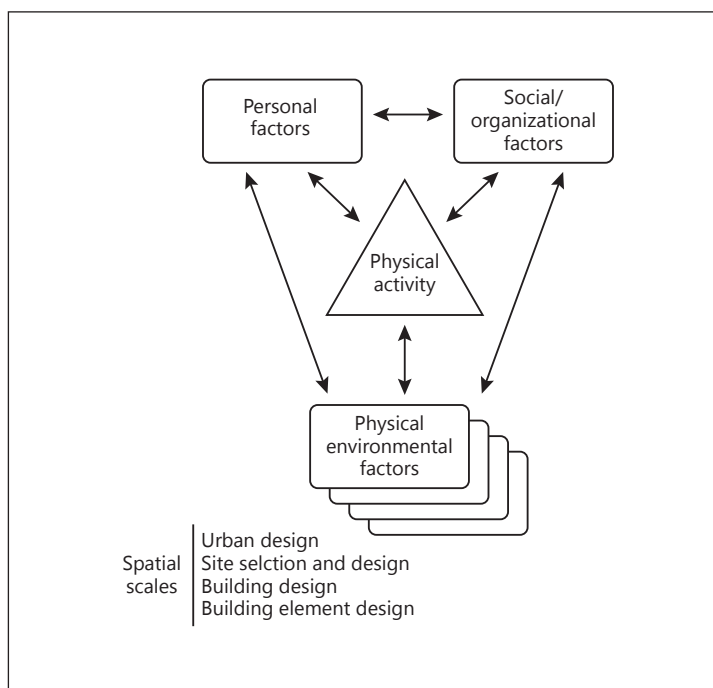 Personal
factors
Social/
organizational
factors
Physical
activity
Physical
environmental
factors
Spatial
scales
Urban design
Site selction and design
Building design
Building element design